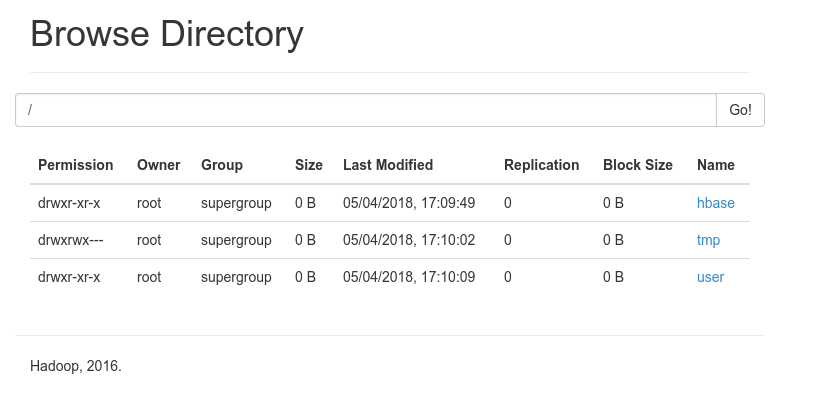 Browse Directory
/ Go!
Permission Owner Group Size Last Modified Replication Block Size Name
drwxr-xr-x root supergroup 0 B 05/04/2018, 17:09:49 0 0 B hbase
drwxrwx--- root supergroup 0 B 05/04/2018, 17:10:02 0 0 B tmp
drwxr-xr-x root supergroup 0 B 05/04/2018, 17:10:09 0 0 B user
Hadoop, 2016.